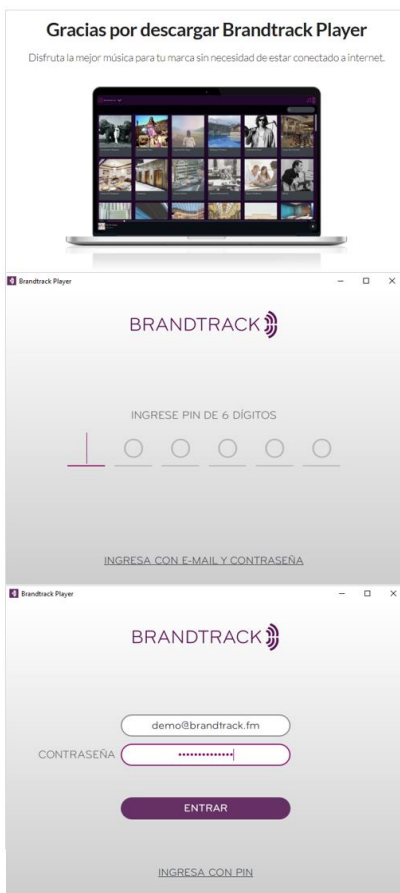 Gracias por descargar Brandtrack Player
Disfruta la mejor música para tu marca sin necesidad de estar conectado a internet.
Brandtrack Player
BRANDTRACK
INGRESE PIN DE 6 DÍGITOS
INGRESA CON E-MAIL Y CONTRASEÑA
Brandtrack Player
BRANDTRACK
demo@brandtrack.fm
CONTRASEÑA ••••••••••••••
ENTRAR
INGRESA CON PIN